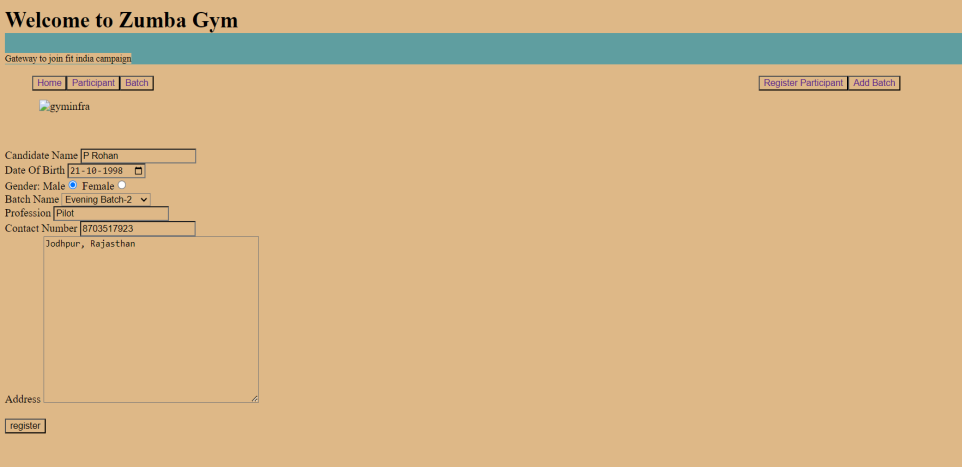 Welcome to Zumba Gym
Gateway to join fit india campaign
Home Participant Batch Register Participant Add Batch
gyminfra
Candidate Name P Rohan
Date Of Birth 21-10-1998
Gender: Male Female
Batch Name Evening Batch-2
Profession Pilot
Contact Number 8703517923
Jodhpur, Rajasthan
Address
register